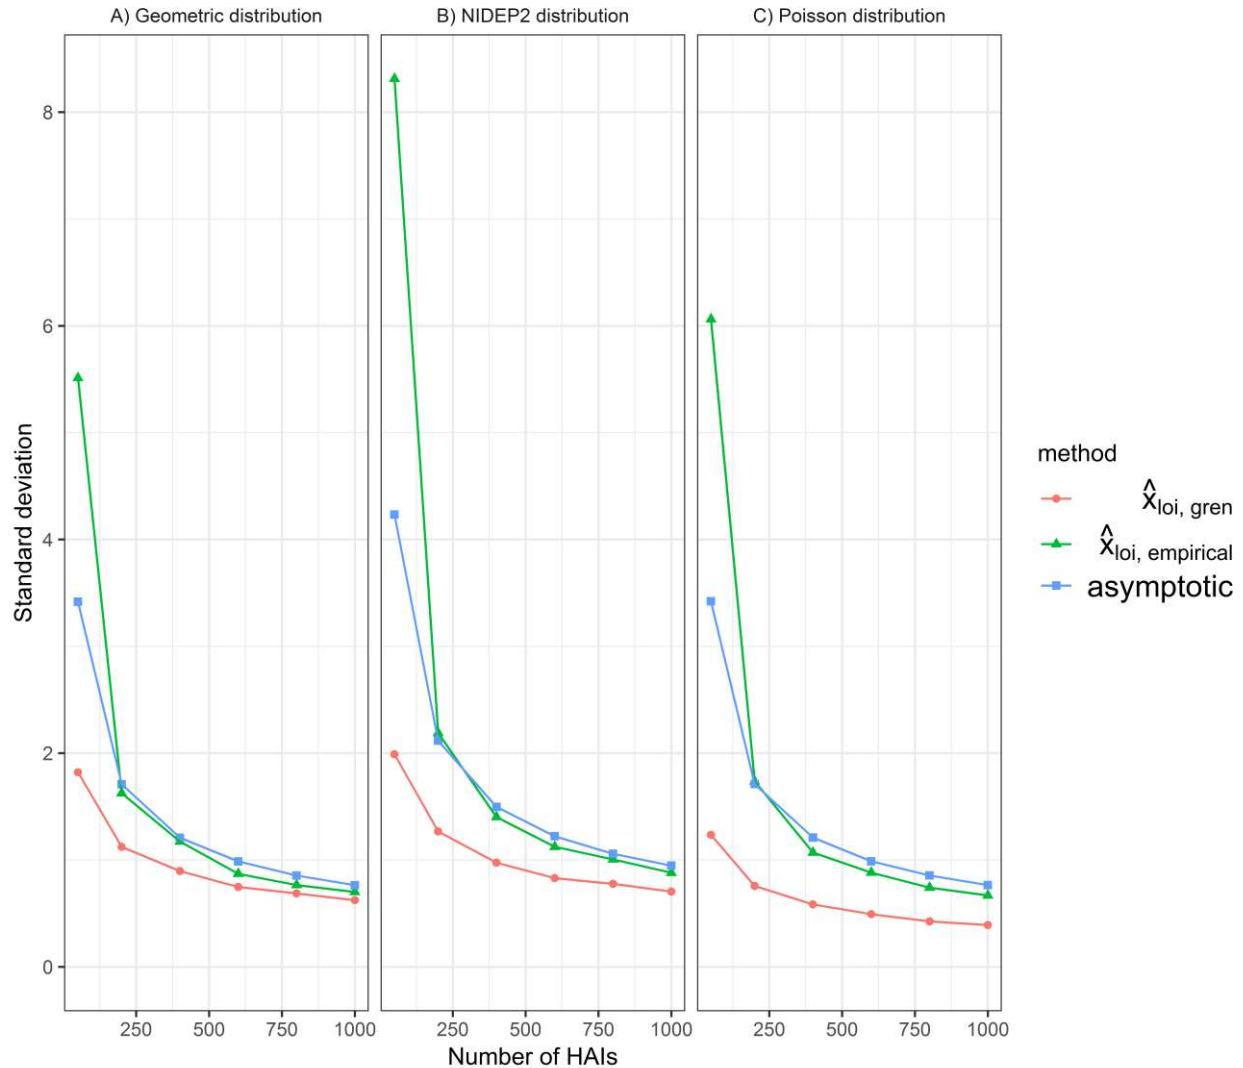 A) Geometric distribution
B) NIDEP2 distribution
C) Poisson distribution
8
6
4
2
0
Standard deviation
250 500 750 1000
250 500 750 1000
250 500 750 1000
Number of HAIs
method
x̂loi, gren
x̂loi, empirical
asymptotic